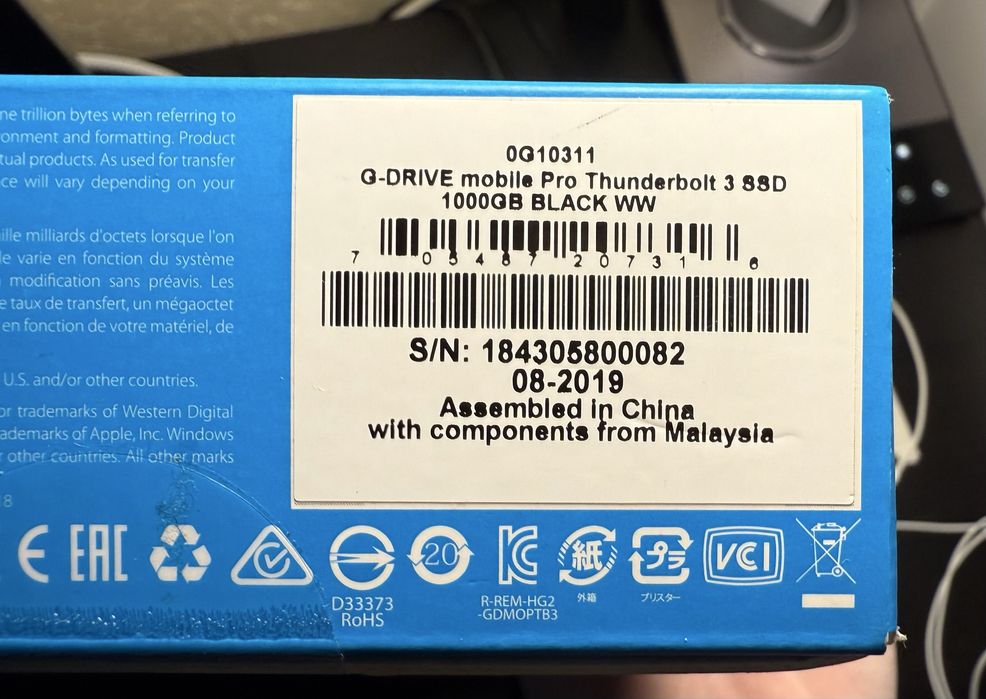 ne trillion bytes when referring to
onment and formatting. Product
tual products. As used for transfer
ce will vary depending on your
ille milliards d'octets lorsque l'on
le varie en fonction du système
modification sans préavis. Les
e taux de transfert, un mégaoctet
en fonction de votre matériel, de
U.S. and/or other countries.
or trademarks of Western Digital
ademarks of Apple, Inc. Windows
r other countries. All other marks
18
0G10311
G-DRIVE mobile Pro Thunderbolt 3 SSD
1000GB BLACK WW
7 05487 20731 6
S/N: 184305800082
08-2019
Assembled in China
with components from Malaysia
CE EAC 20 KC 紙 プラ VCCI
D33373
RoHS
R-REM-HG2
-GDMOPTB3
外箱
ブリスター